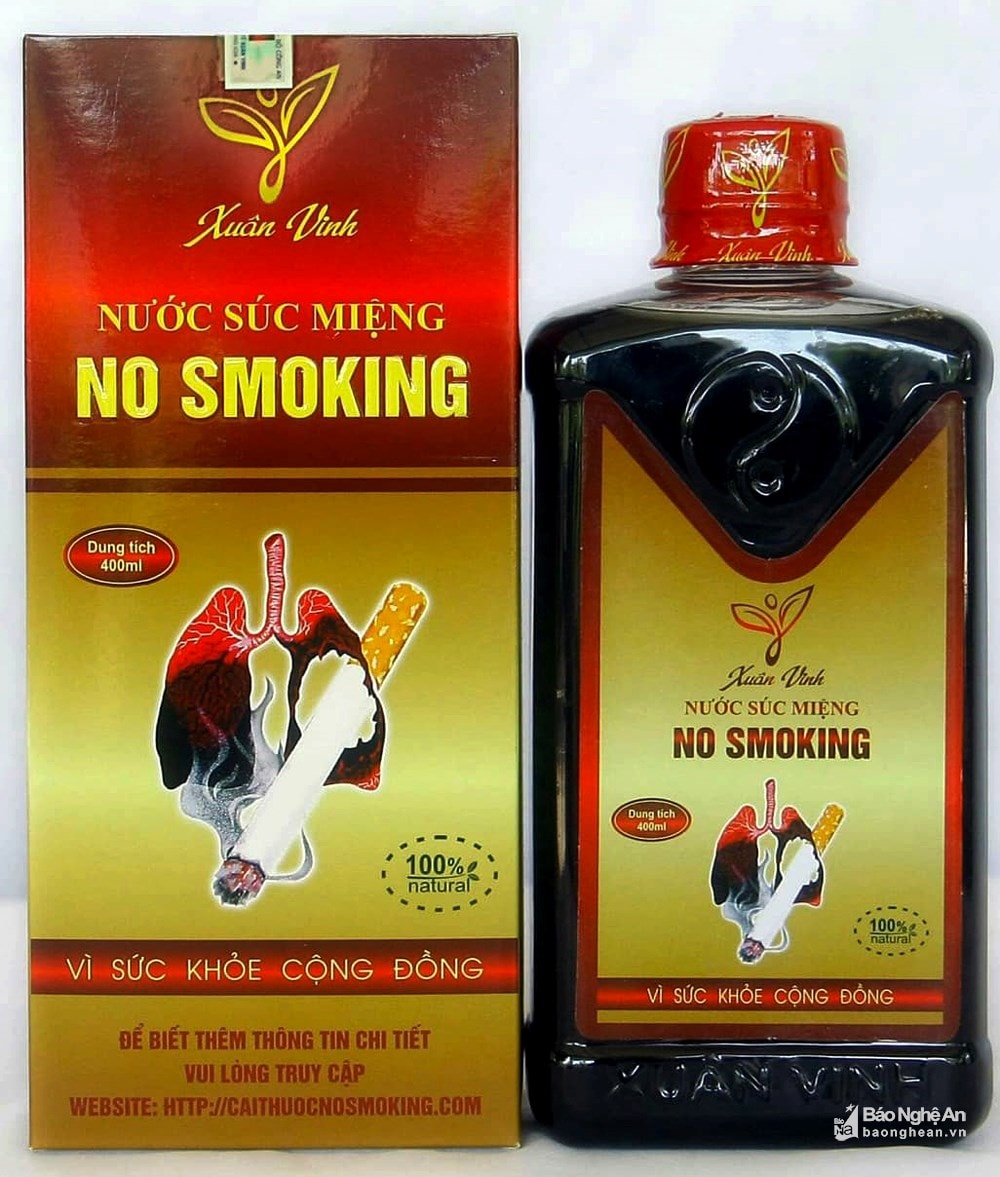 BỘ CÔNG AN
Xuân Vinh
NƯỚC SÚC MIỆNG
NO SMOKING
Dung tích
400ml
100%
natural
VÌ SỨC KHỎE CỘNG ĐỒNG
ĐỂ BIẾT THÊM THÔNG TIN CHI TIẾT
VUI LÒNG TRUY CẬP
WEBSITE: HTTP://CAITHUOCNOSMOKING.COM
Xuân Vinh
Xuân Vinh
NƯỚC SÚC MIỆNG
NO SMOKING
Dung tích
400ml
100%
natural
VÌ SỨC KHỎE CỘNG ĐỒNG
XUÂN VINH
Báo Nghệ An
baonghean.vn